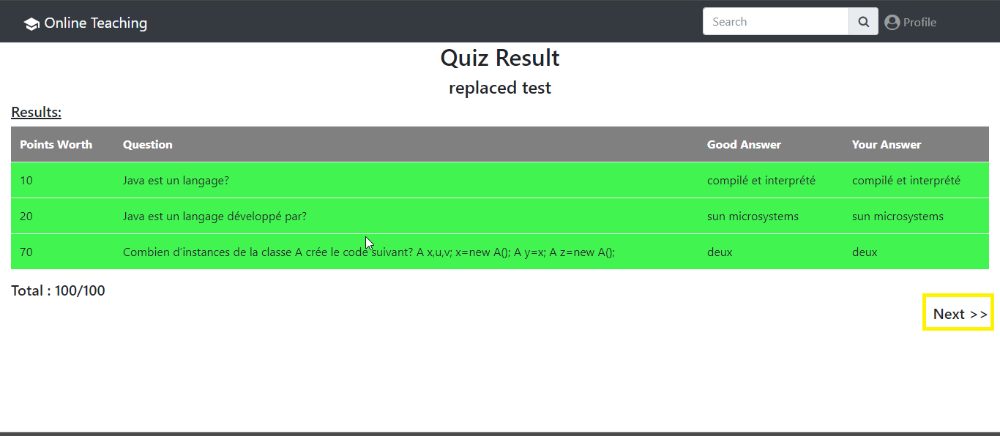 Online Teaching Search Profile
Quiz Result
replaced test
Results:
Points Worth Question Good Answer Your Answer
10 Java est un langage? compilé et interprété compilé et interprété
20 Java est un langage développé par? sun microsystems sun microsystems
70 Combien d'instances de la classe A crée le code suivant? A x,u,v; x=new A(); A y=x; A z=new A(); deux deux
Total : 100/100
Next >>